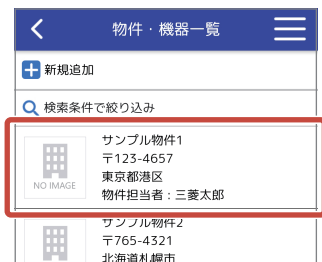 物件・機器一覧
新規追加
検索条件で絞り込み
サンプル物件1
〒123-4657
東京都港区
NO IMAGE
物件担当者：三菱太郎
サンプル物件2
〒765-4321
北海道札幌市